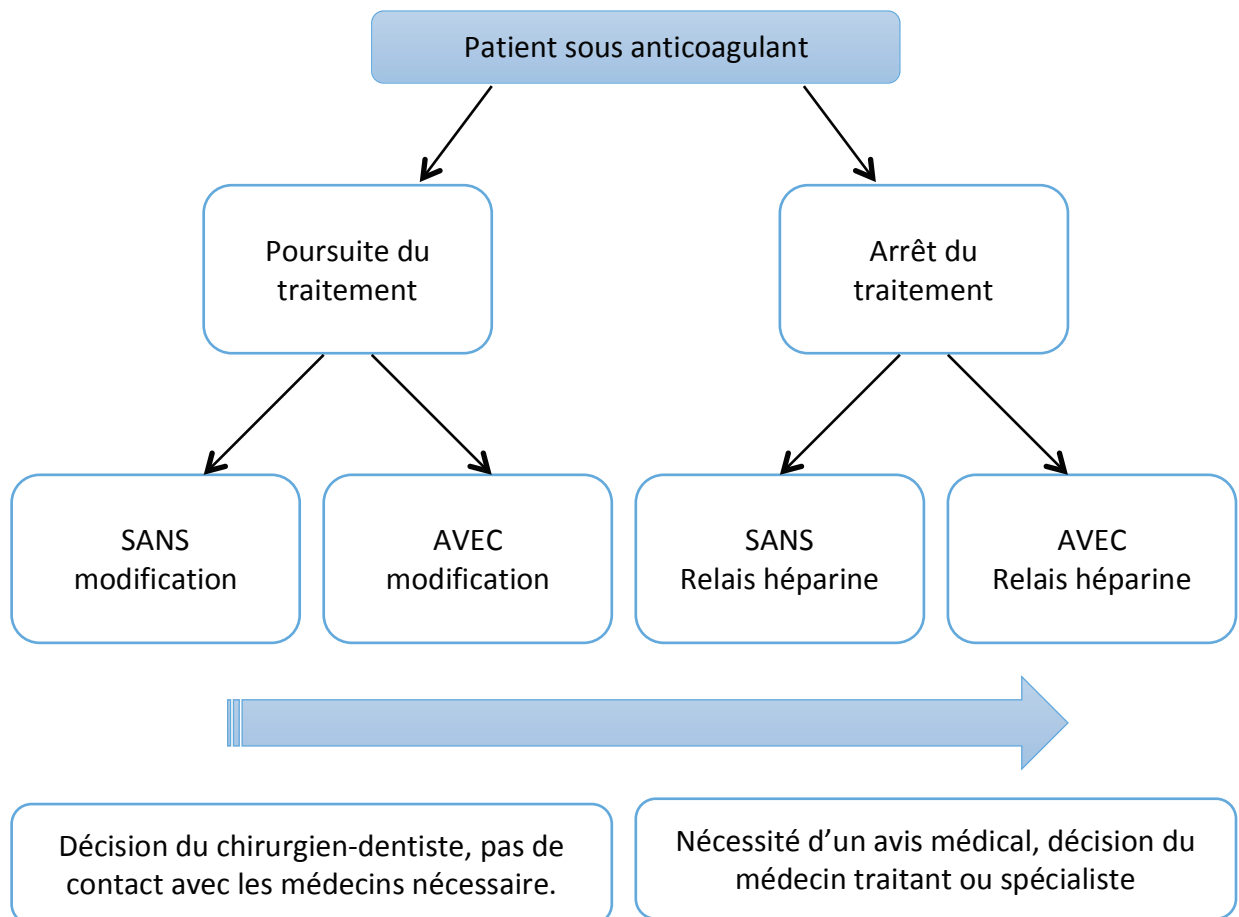 Patient sous anticoagulant
Poursuite du
traitement
Arrêt du
traitement
SANS
modification
AVEC
modification
SANS
Relais héparine
AVEC
Relais héparine
Décision du chirurgien-dentiste, pas de
contact avec les médecins nécessaire.
Nécessité d’un avis médical, décision du
médecin traitant ou spécialiste